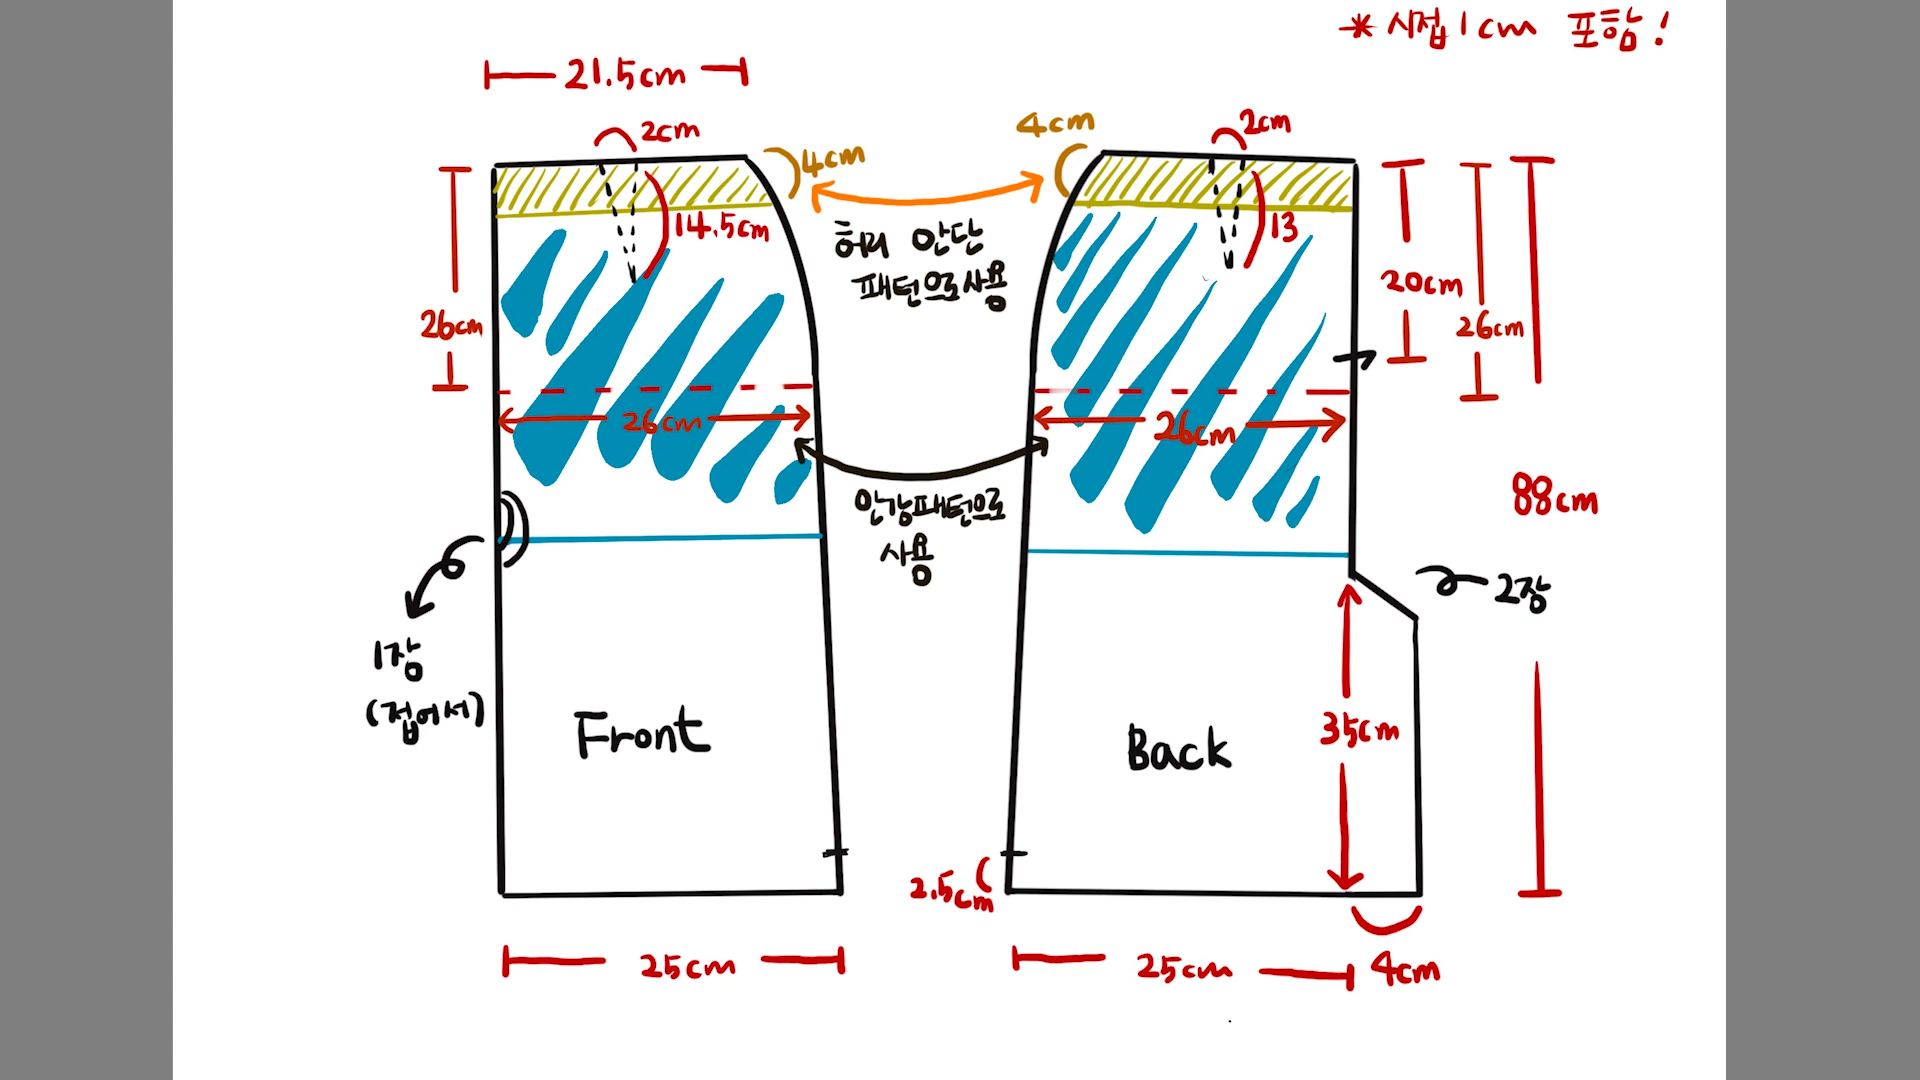 * 시접 1cm 포함!
21.5cm
2cm
4cm
14.5cm
26cm
26cm
1장
(접어서)
Front
25cm
허리 안단
패턴으로 사용
안감 패턴으로
사용
4cm
2cm
13
20cm
26cm
26cm
88cm
2장
35cm
Back
2.5cm
25cm
4cm